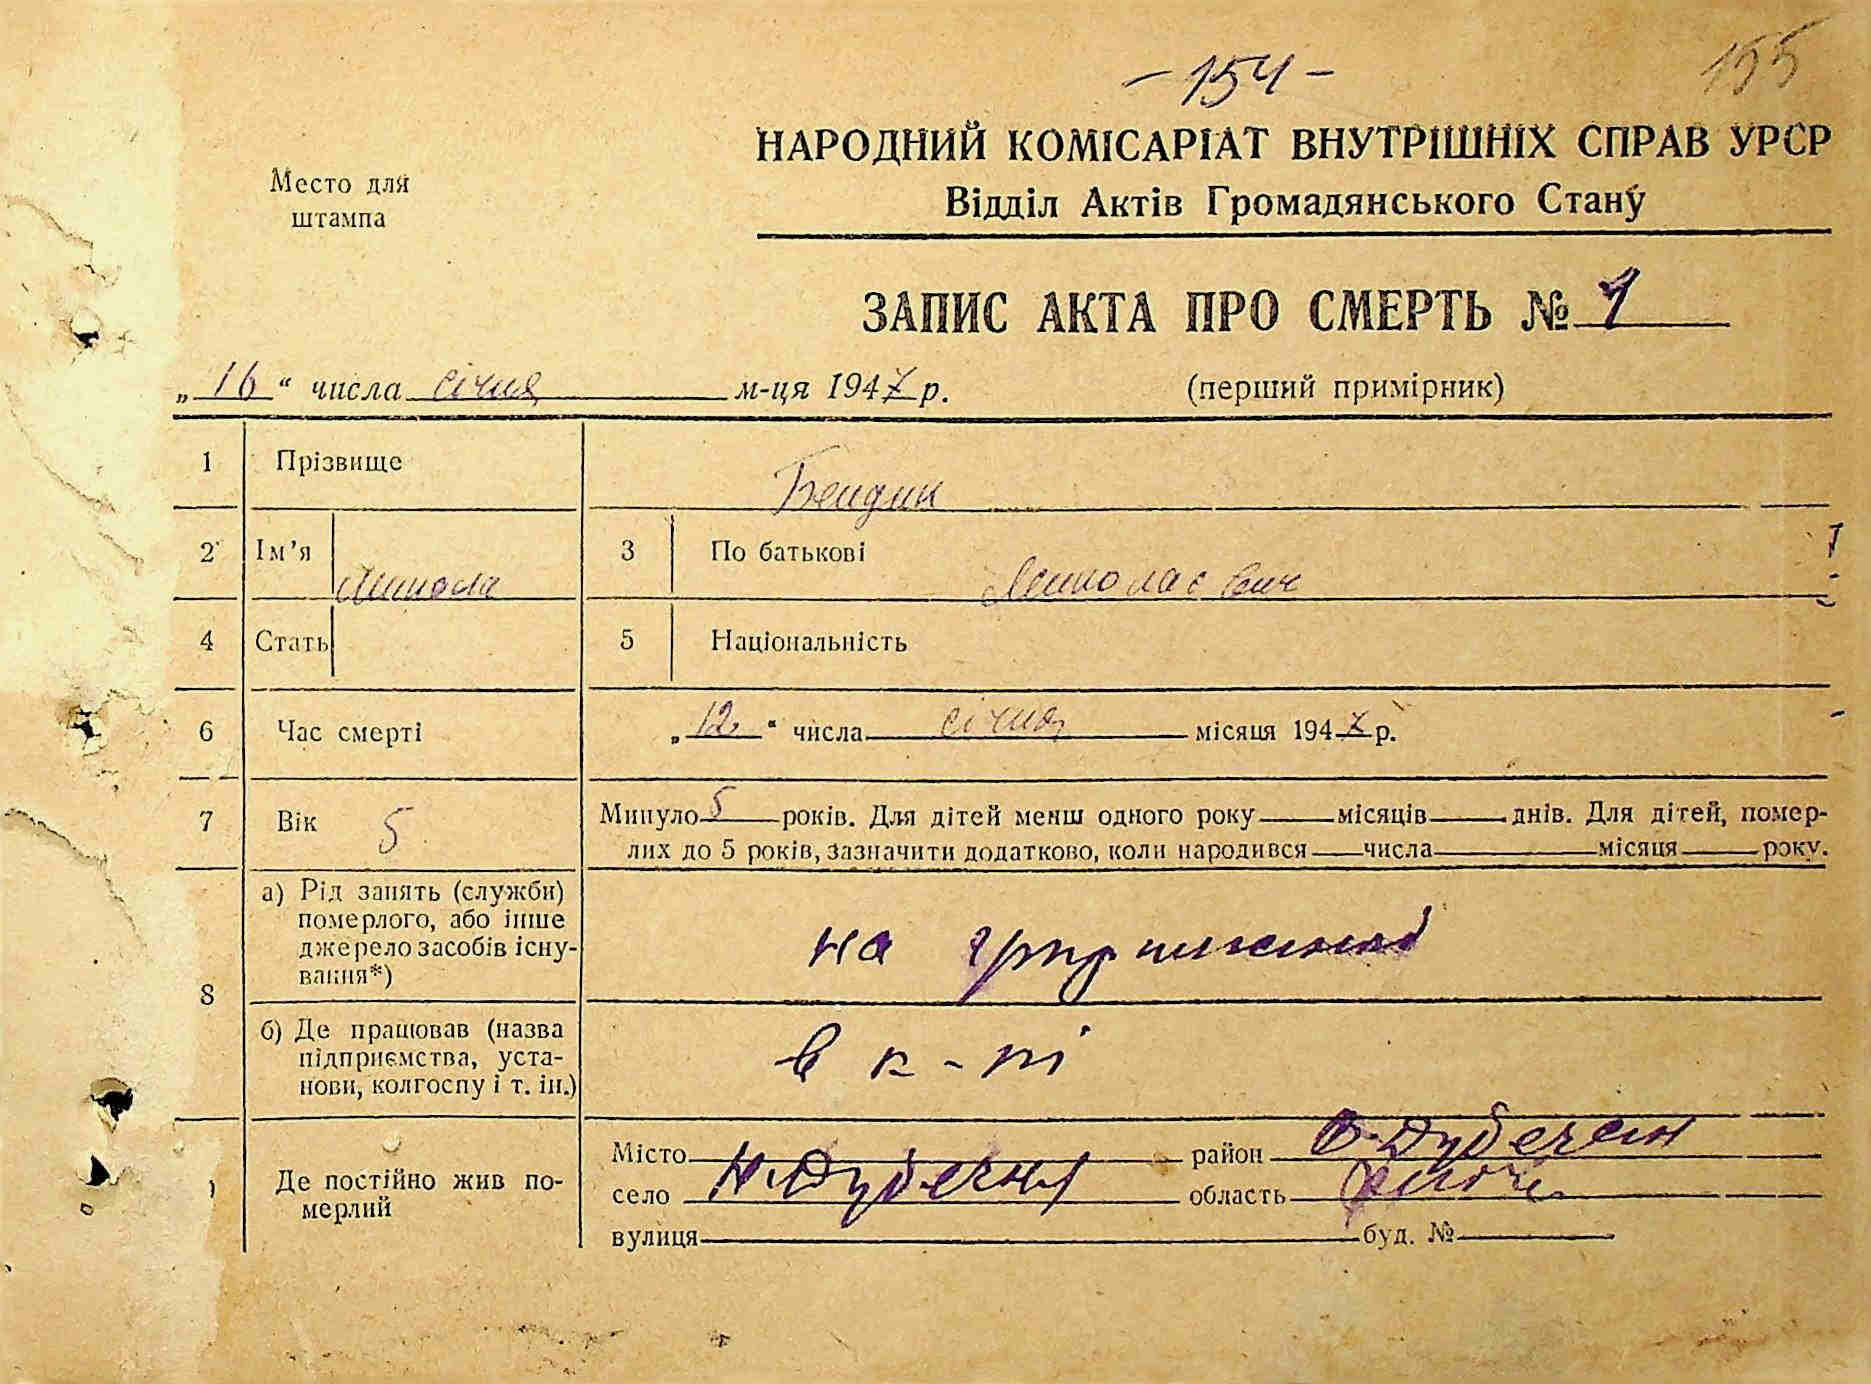 - 154 -
155
НАРОДНИЙ КОМІСАРІАТ ВНУТРІШНІХ СПРАВ УРСР
Место для
штампа
Відділ Актів Громадянського Стану
ЗАПИС АКТА ПРО СМЕРТЬ № 1
„16“ числа січня м-ця 1947 р. (перший примірник)
1 Прізвище
2 Ім’я Микола 3 По батькові Миколаєвич
4 Стать 5 Національність
6 Час смерті „12“ числа січня місяця 1947 р.
7 Вік 5 Минуло 5 років. Для дітей менш одного року місяців днів. Для дітей, помер-
лих до 5 років, зазначити додатково, коли народився числа місяця року.
8 а) Рід занять (служби)
померлого, або інше
джерело засобів існу-
вання*)
на
б) Де працював (назва
підприємства, уста-
нови, колгоспу і т. ін.)
в к-пі
Де постійно жив по-
мерлий
Місто район В-Дубечен
село Н.Дубечня область
вулиця буд. №